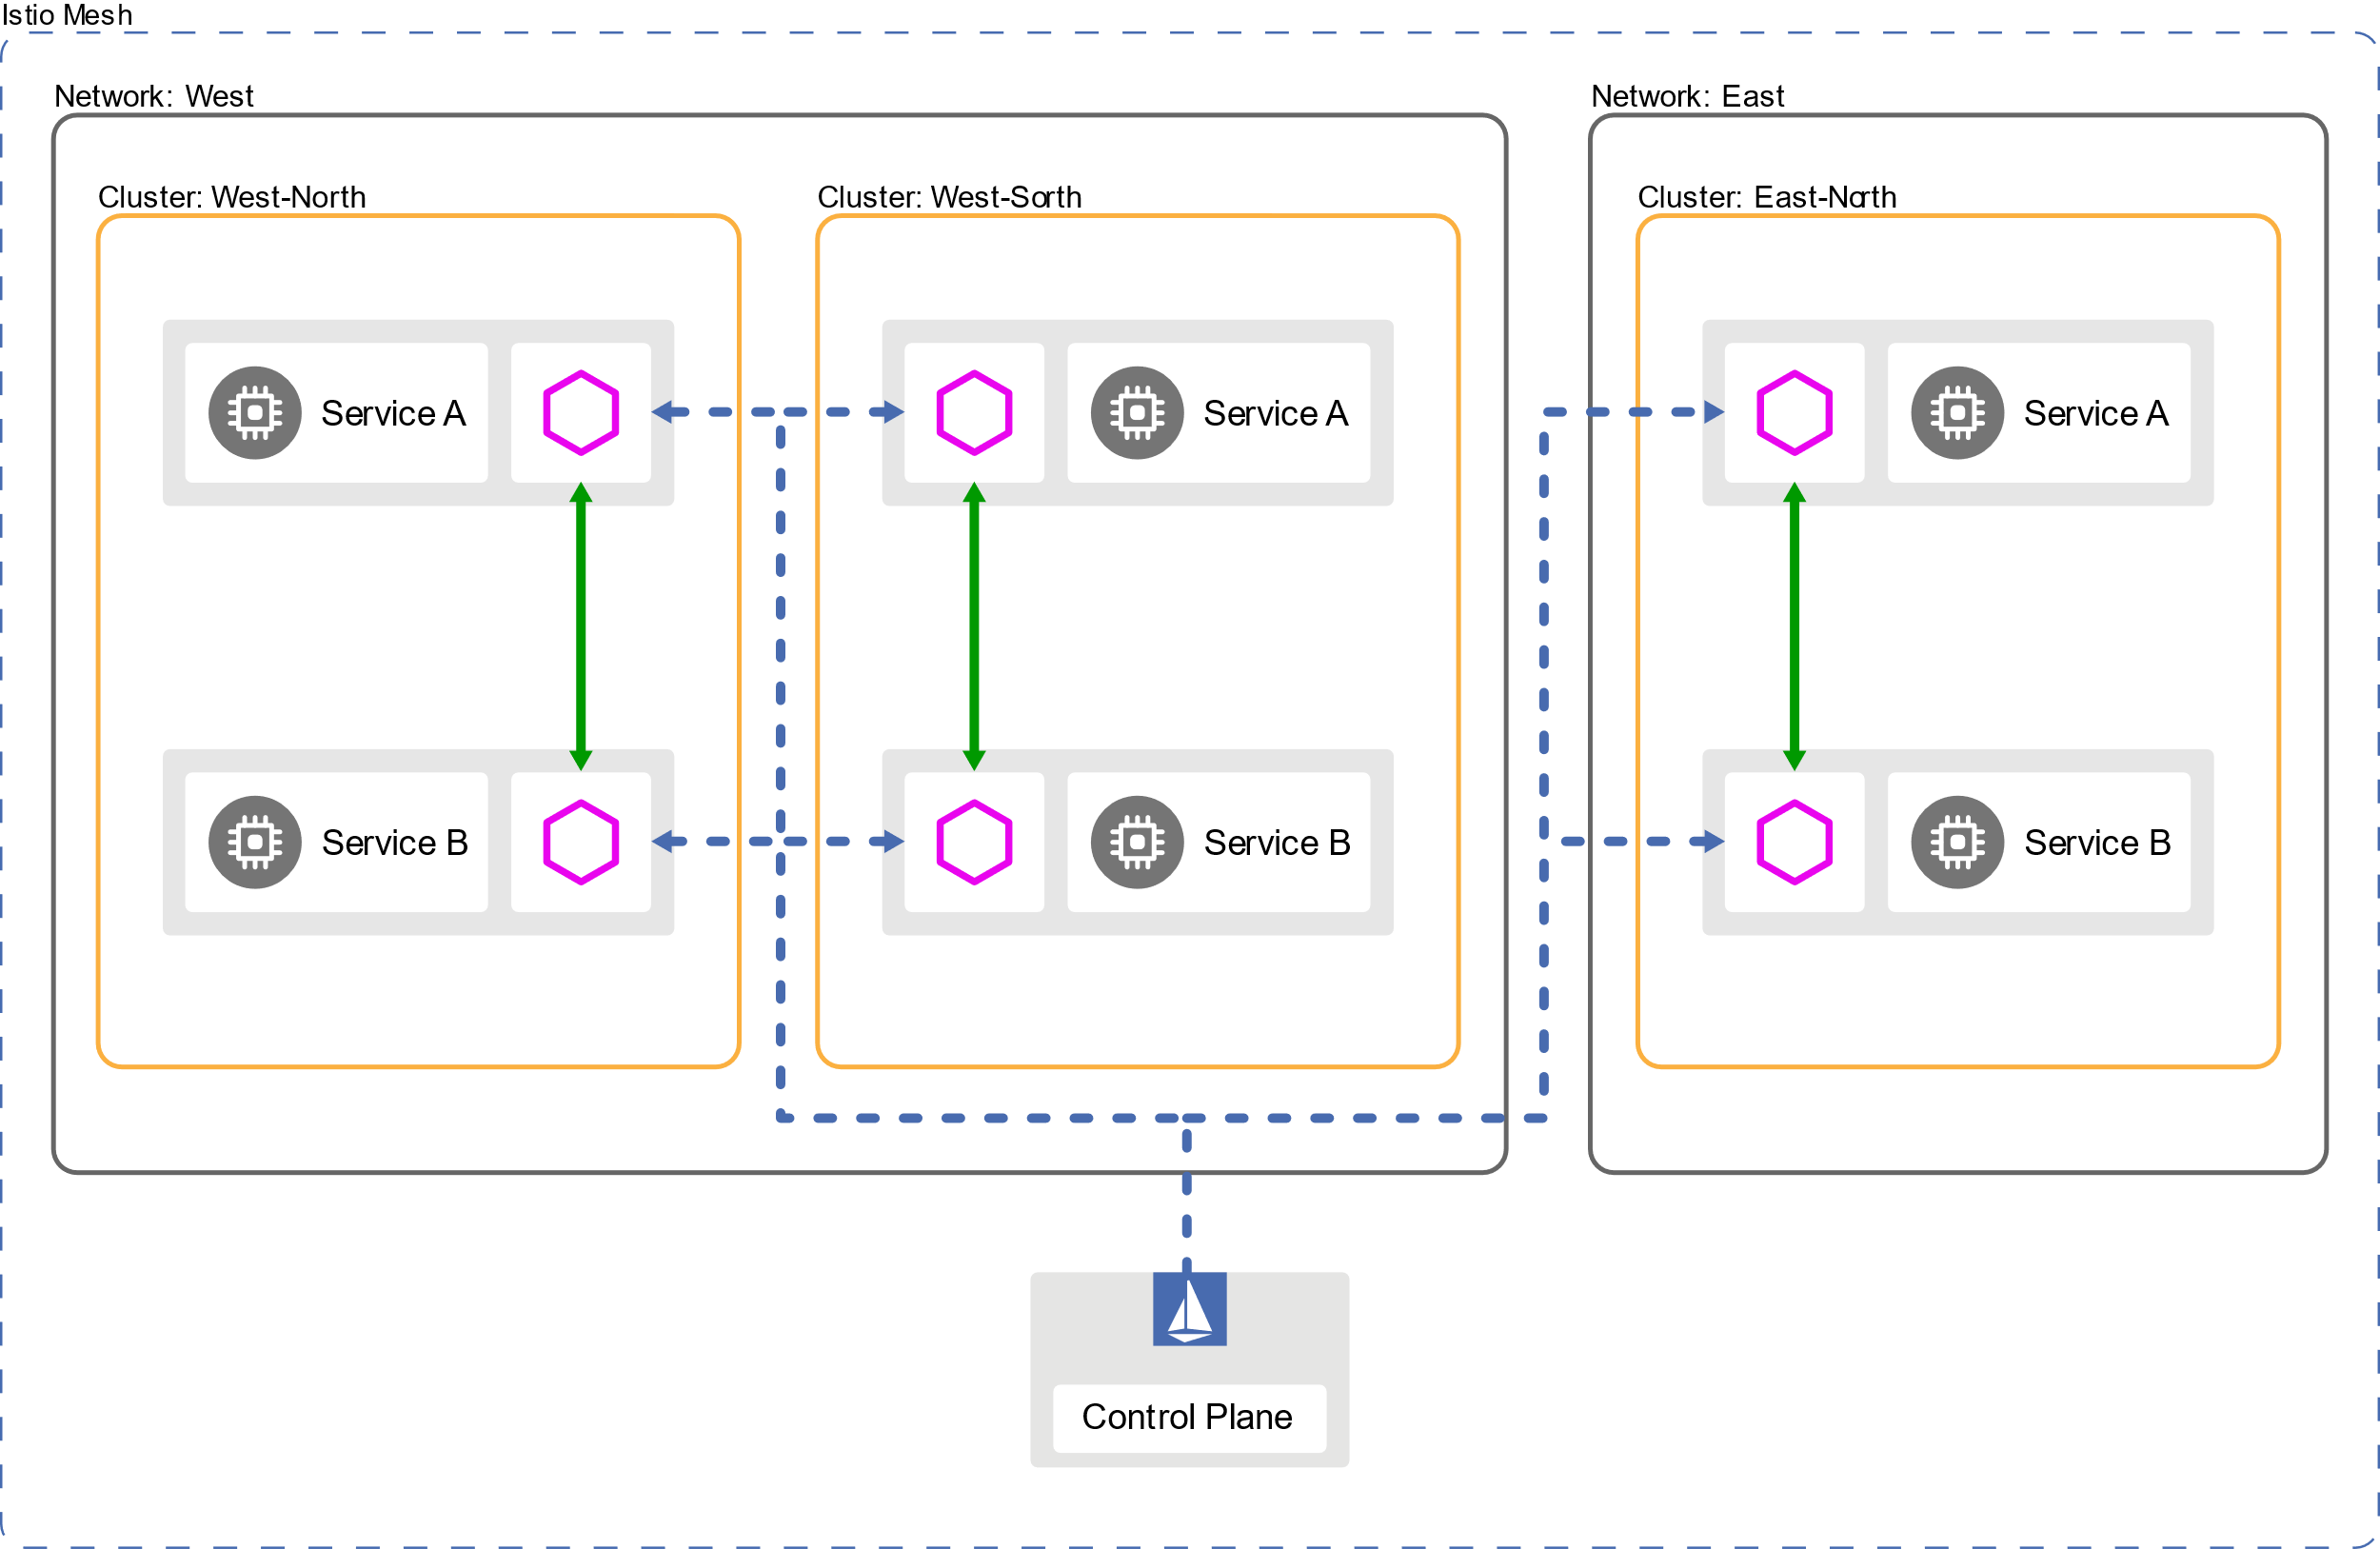 Istio Mesh
Network: West
Network: East
Cluster: West-North
Cluster: West-Sorth
Cluster: East-North
Service A
Service A
Service A
Service B
Service B
Service B
Control Plane